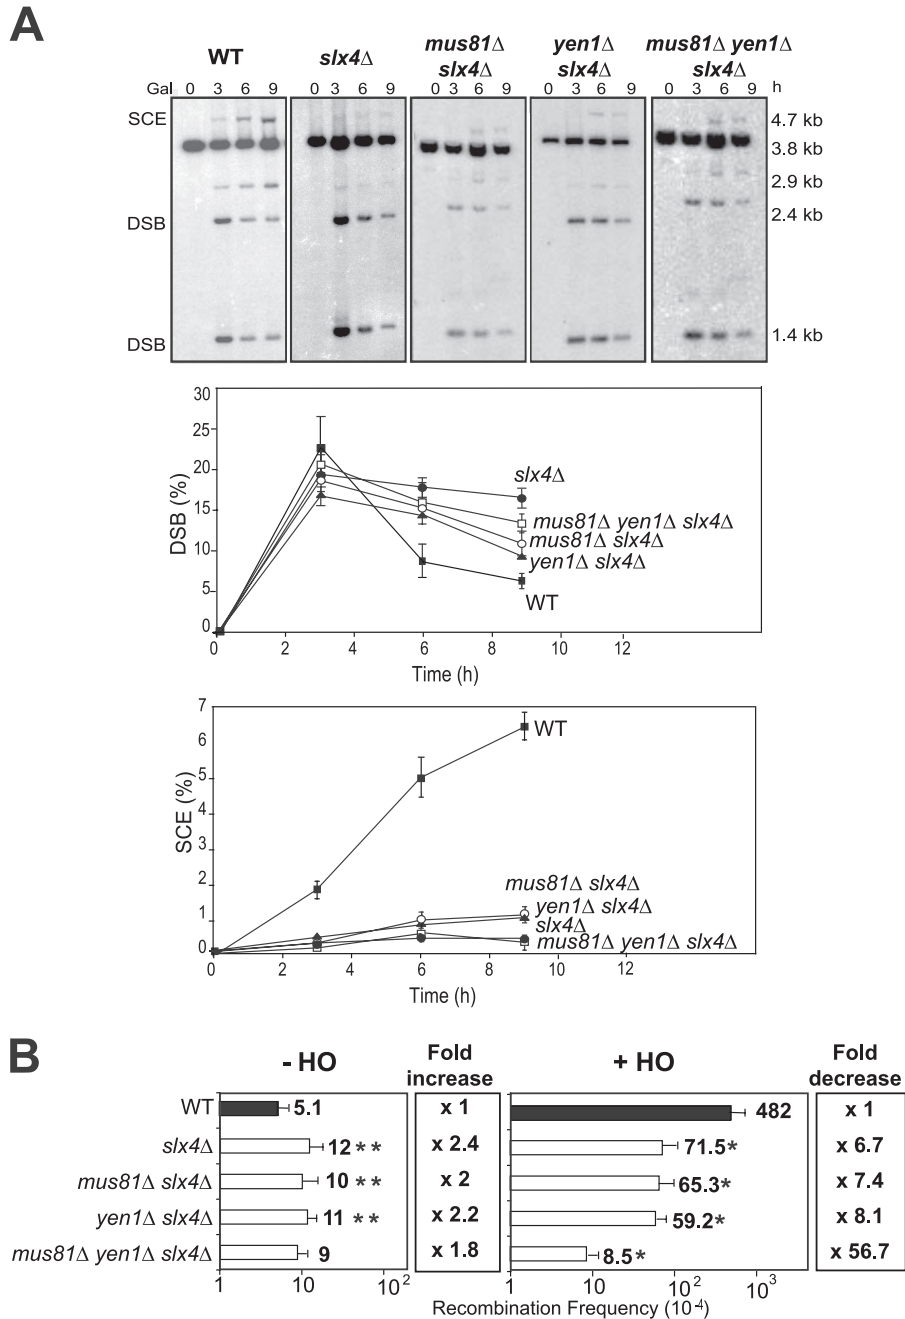 A
WT
slx4Δ
mus81Δ slx4Δ
yen1Δ slx4Δ
mus81Δ yen1Δ slx4Δ
Gal 0 3 6 9 0 3 6 9 0 3 6 9 0 3 6 9 0 3 6 9 h
SCE
4.7 kb
3.8 kb
2.9 kb
DSB
2.4 kb
DSB
1.4 kb
30
25
20
15
10
5
0
DSB (%)
slx4Δ
mus81Δ yen1Δ slx4Δ
mus81Δ slx4Δ
yen1Δ slx4Δ
WT
0 2 4 6 8 10 12
Time (h)
7
6
5
4
3
2
1
0
SCE (%)
WT
mus81Δ slx4Δ
yen1Δ slx4Δ
slx4Δ
mus81Δ yen1Δ slx4Δ
0 2 4 6 8 10 12
Time (h)
B
- HO
Fold increase
+ HO
Fold decrease
WT 5.1 x 1 482 x 1
slx4Δ 12 ** x 2.4 71.5* x 6.7
mus81Δ slx4Δ 10 ** x 2 65.3* x 7.4
yen1Δ slx4Δ 11 ** x 2.2 59.2* x 8.1
mus81Δ yen1Δ slx4Δ 9 x 1.8 8.5* x 56.7
1 10 10² 1 10 10² 10³
Recombination Frequency (10⁻⁴)